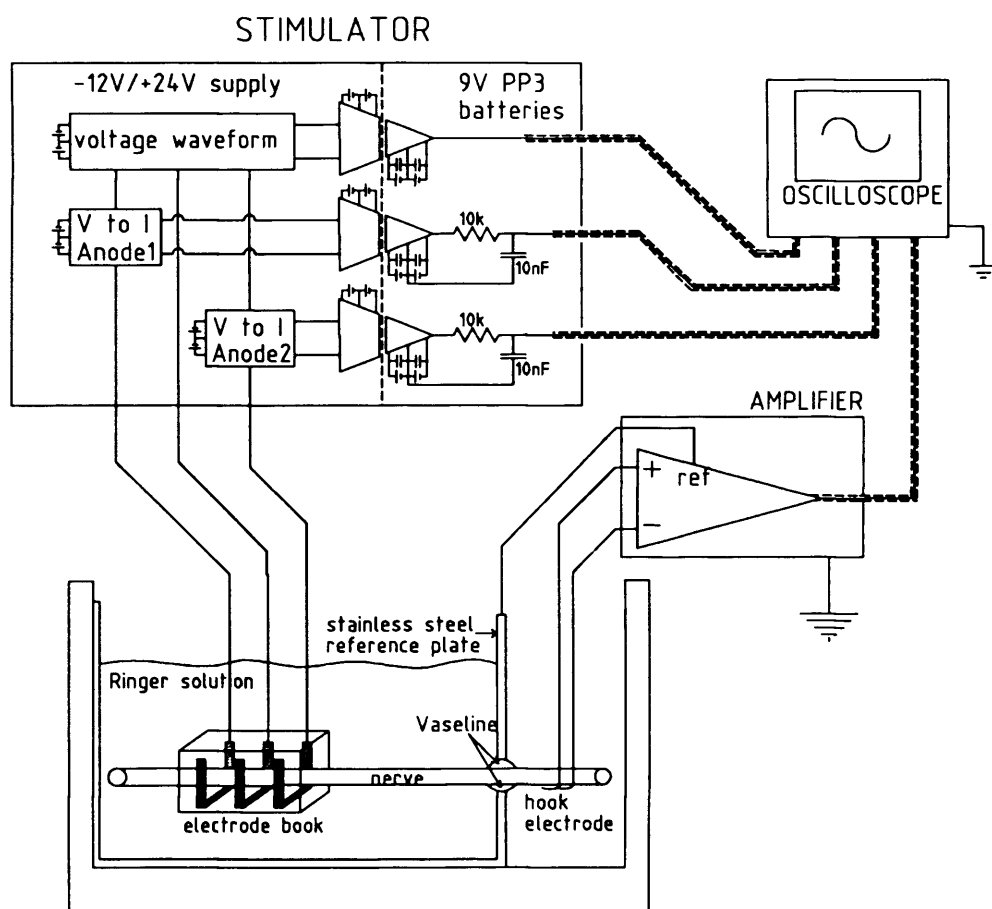 STIMULATOR
-12V/+24V supply
9V PP3
batteries
voltage waveform
OSCILLOSCOPE
V to I
Anode1
10k
10nF
V to I
Anode2
10k
10nF
AMPLIFIER
+
ref
−
stainless steel
reference plate
Ringer solution
Vaseline
nerve
hook
electrode
electrode book